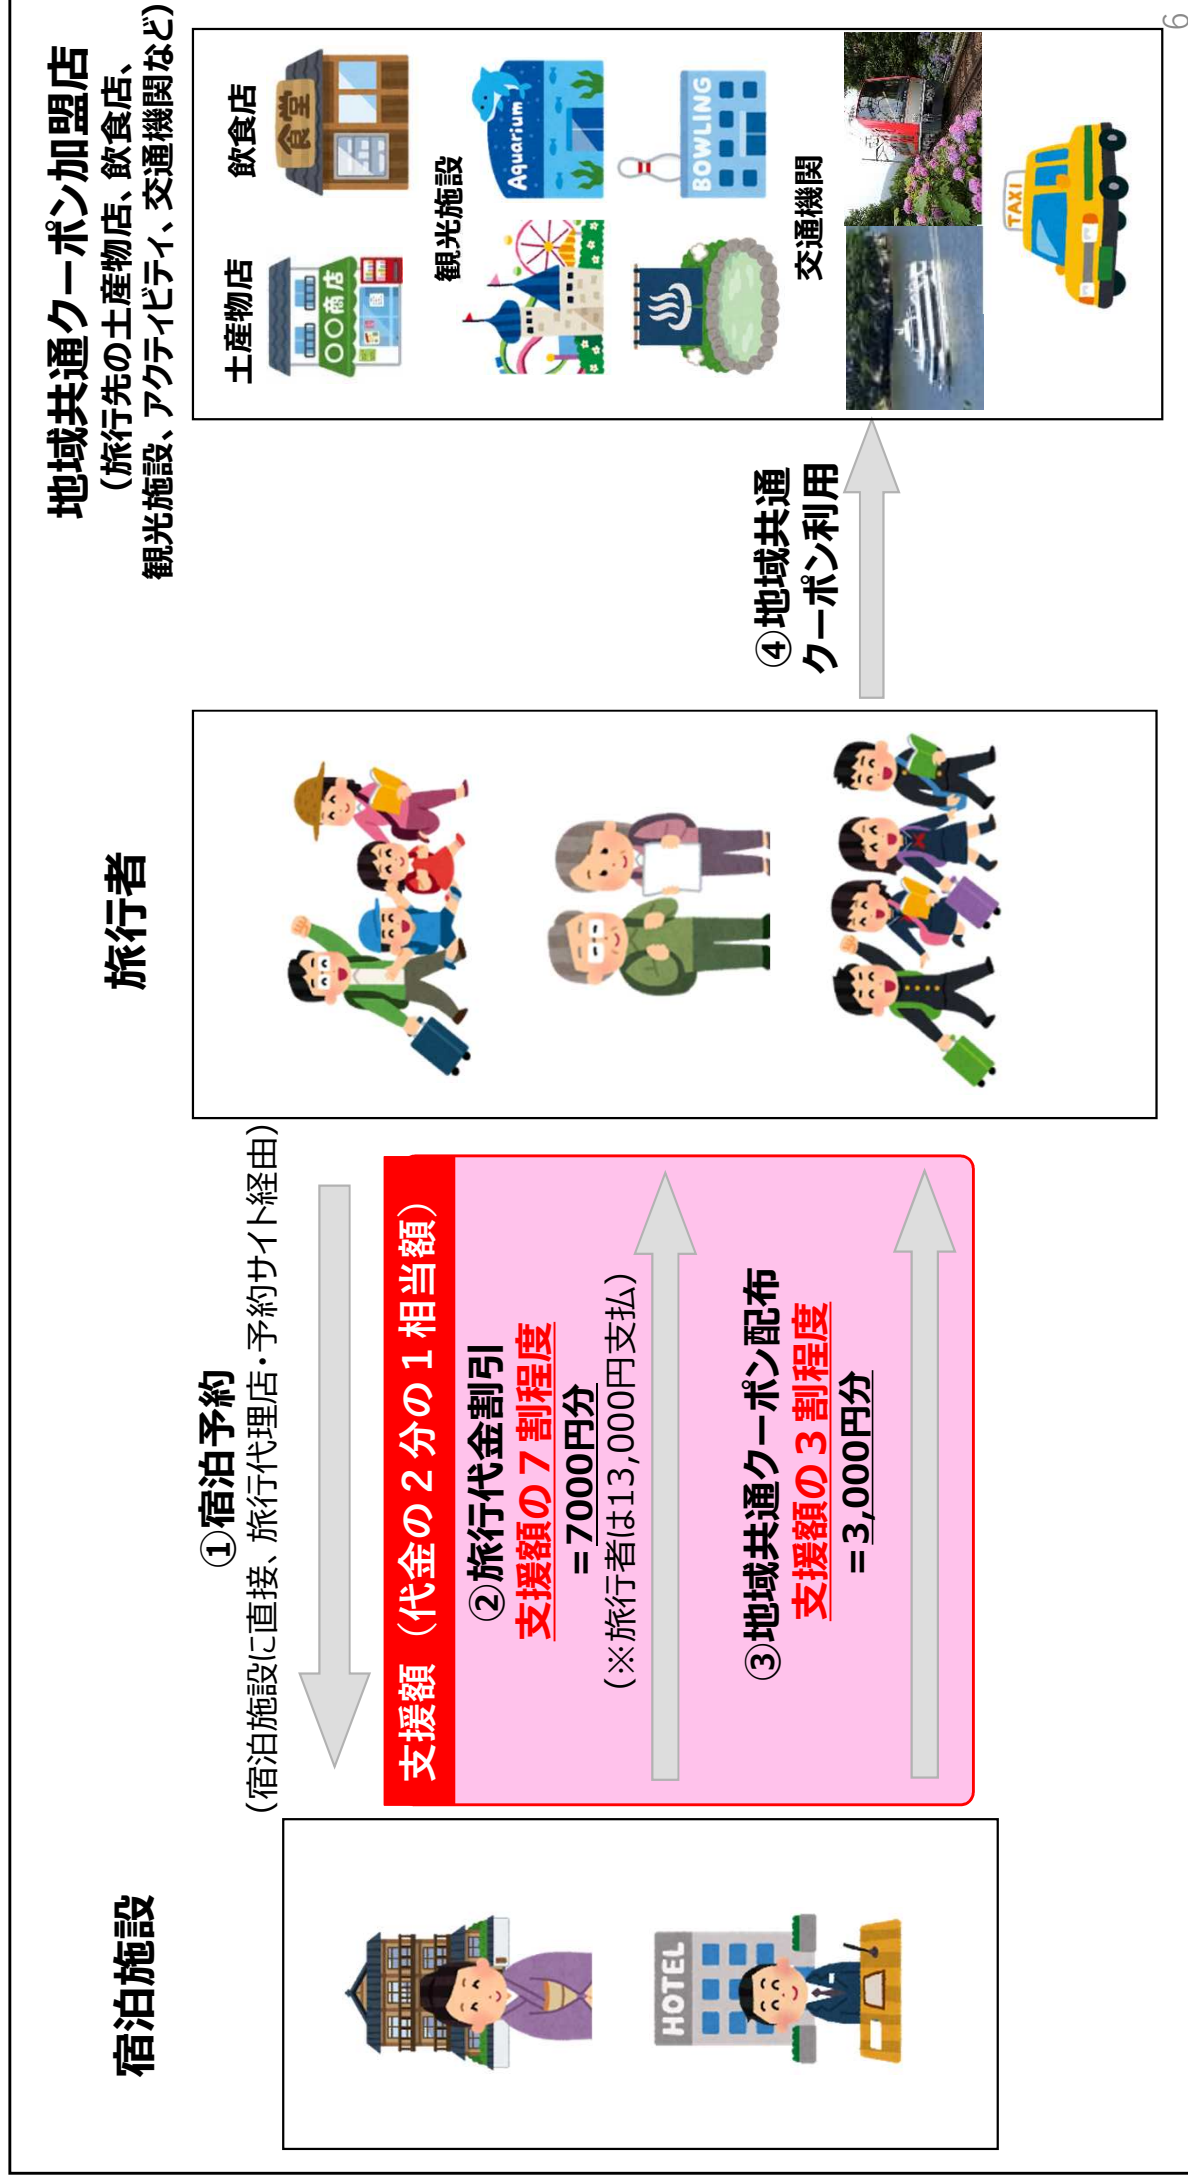 宿泊施設
①宿泊予約
(宿泊施設に直接、旅行代理店・予約サイト経由)
支援額（代金の２分の１相当額）
②旅行代金割引
支援額の７割程度
＝7000円分
(※旅行者は13,000円支払)
③地域共通クーポン配布
支援額の３割程度
＝3,000円分
HOTEL
旅行者
④地域共通
クーポン利用
地域共通クーポン加盟店
(旅行先の土産物店、飲食店、
観光施設、アクティビティ、交通機関など)
土産物店
飲食店
〇〇商店
食堂
観光施設
Aquarium
BOWLING
交通機関
TAXI
6